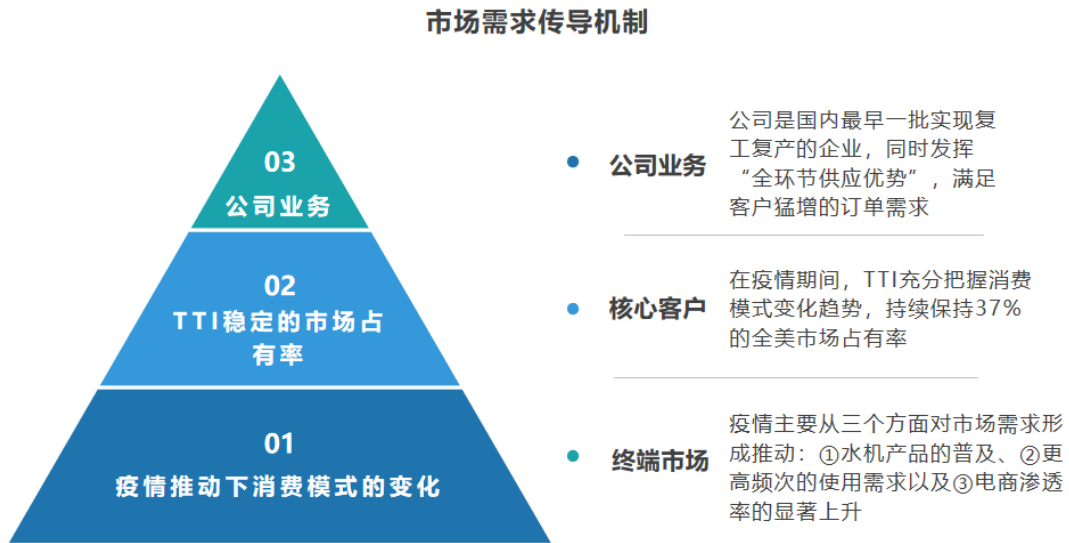 市场需求传导机制
03
公司业务
02
TTI稳定的市场占
有率
01
疫情推动下消费模式的变化
公司业务
公司是国内最早一批实现复
工复产的企业，同时发挥
“全环节供应优势”，满足
客户猛增的订单需求
核心客户
在疫情期间，TTI充分把握消费
模式变化趋势，持续保持37%
的全美市场占有率
终端市场
疫情主要从三个方面对市场需求形
成推动：①水机产品的普及、②更
高频次的使用需求以及③电商渗透
率的显著上升